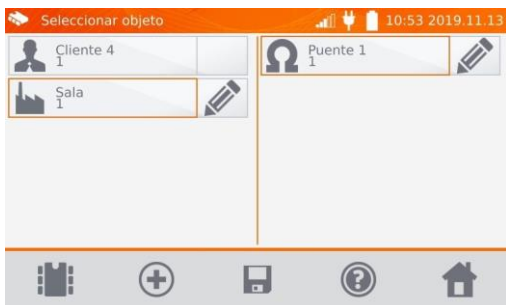 Seleccionar objeto
10:53 2019.11.13
Cliente 4
1
Sala
1
Puente 1
1